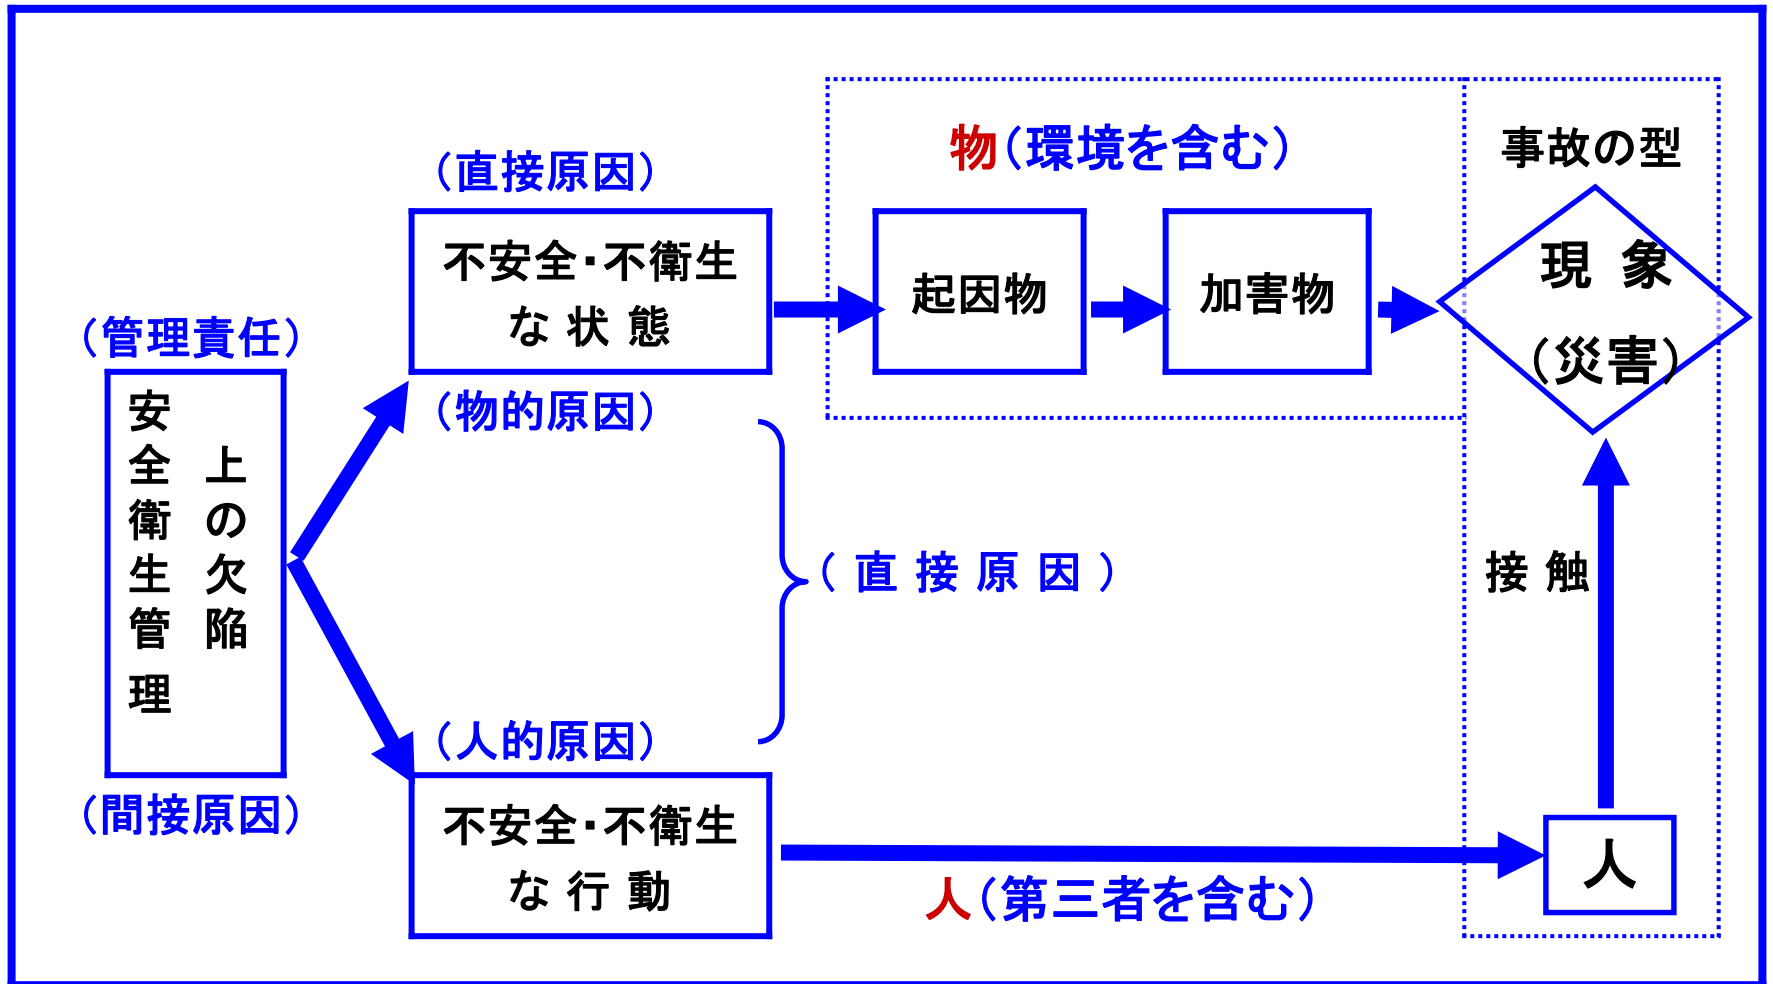 （管理責任）
安全衛生管理
上の欠陥
（間接原因）
（直接原因）
不安全・不衛生
な 状 態
（物的原因）
（ 直 接 原 因 ）
（人的原因）
不安全・不衛生
な 行 動
物（環境を含む）
起因物
加害物
事故の型
現 象
（災害）
接 触
人
人（第三者を含む）